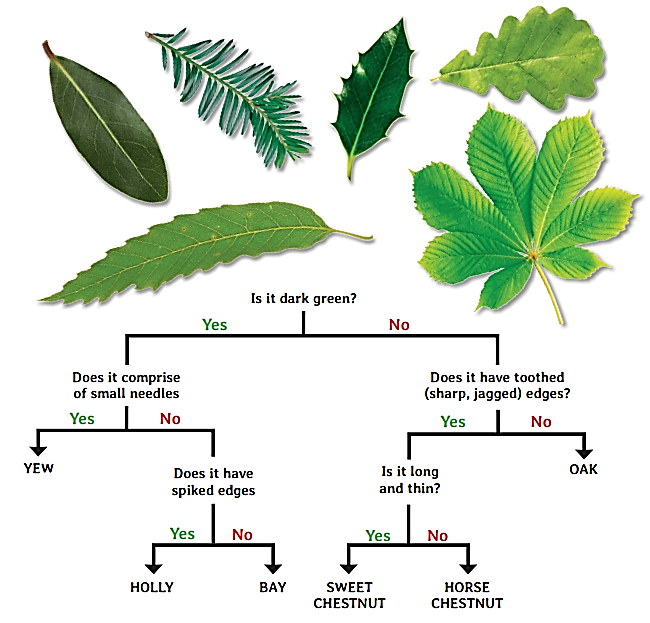 Is it dark green?
Yes
No
Does it comprise
of small needles
Does it have toothed
(sharp, jagged) edges?
Yes
No
Yes
No
YEW
Does it have
spiked edges
Is it long
and thin?
OAK
Yes
No
Yes
No
HOLLY
BAY
SWEET
CHESTNUT
HORSE
CHESTNUT